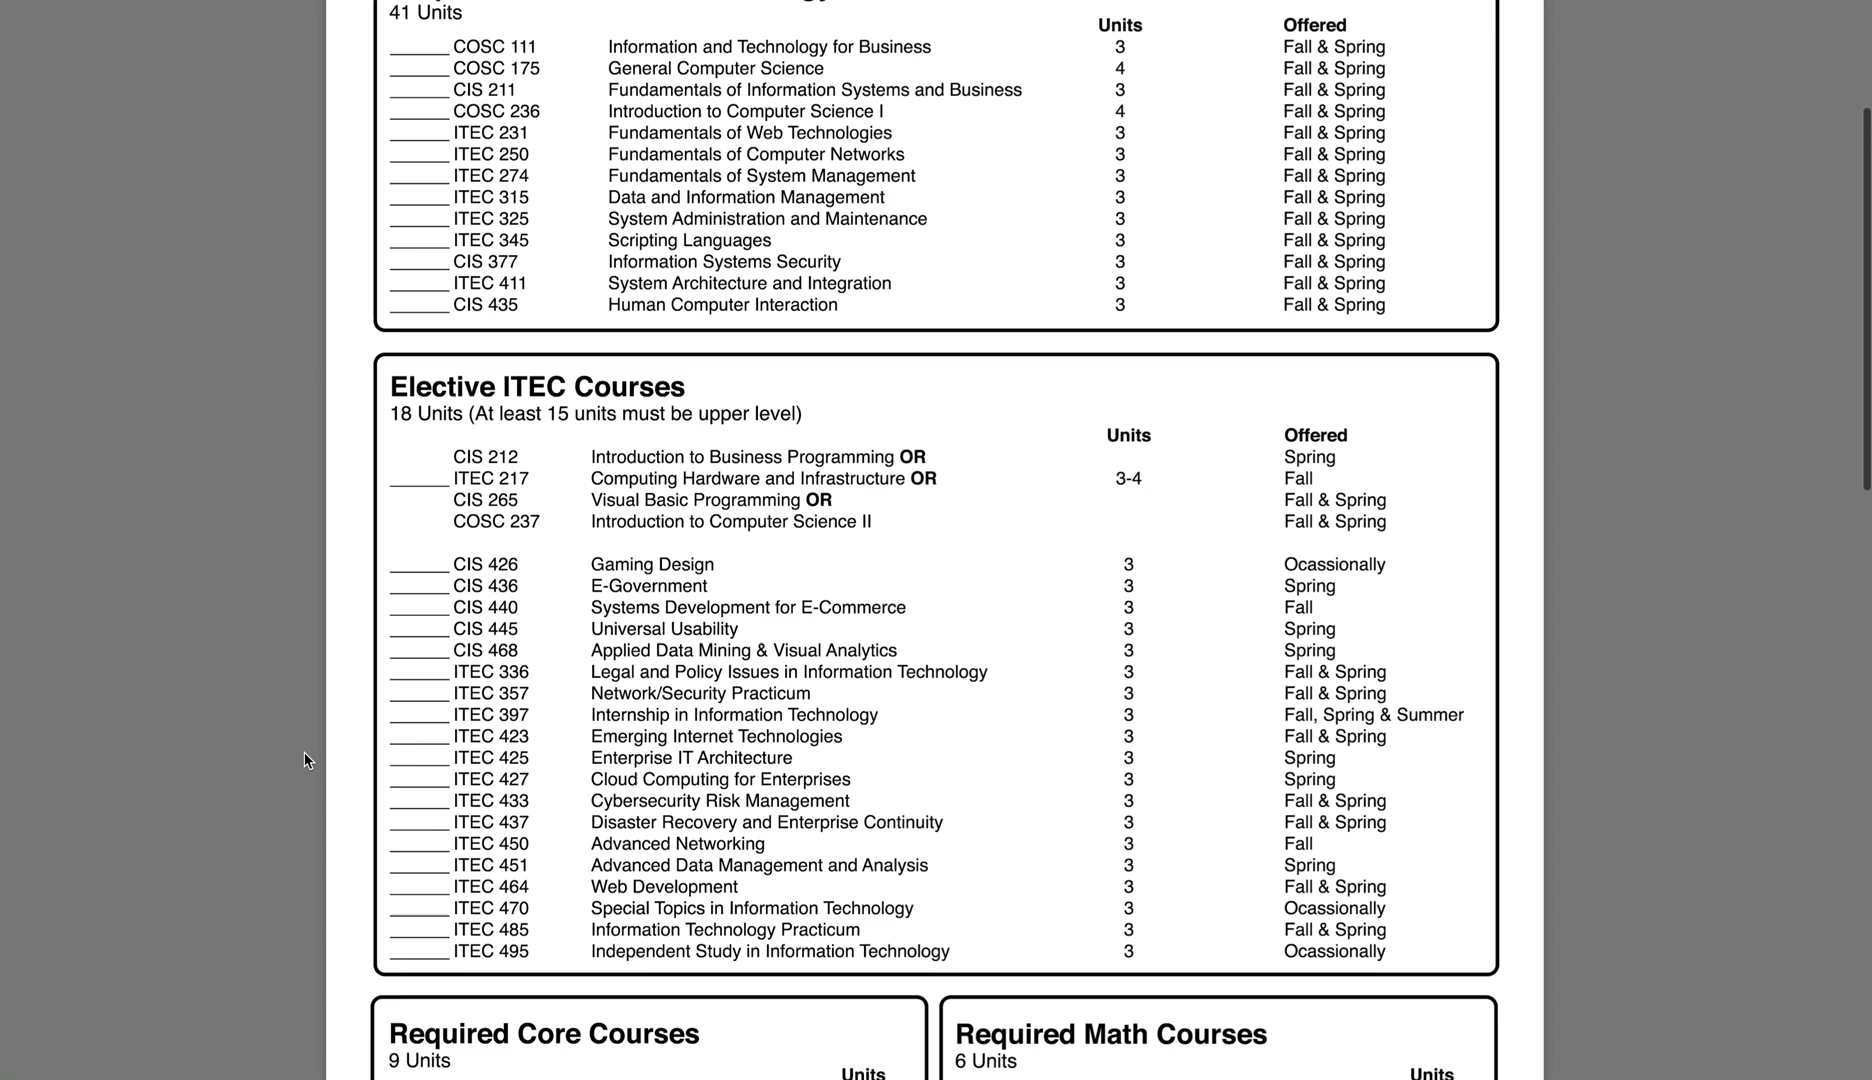 41 Units
Units Offered
______ COSC 111 Information and Technology for Business 3 Fall & Spring
______ COSC 175 General Computer Science 4 Fall & Spring
______ CIS 211 Fundamentals of Information Systems and Business 3 Fall & Spring
______ COSC 236 Introduction to Computer Science I 4 Fall & Spring
______ ITEC 231 Fundamentals of Web Technologies 3 Fall & Spring
______ ITEC 250 Fundamentals of Computer Networks 3 Fall & Spring
______ ITEC 274 Fundamentals of System Management 3 Fall & Spring
______ ITEC 315 Data and Information Management 3 Fall & Spring
______ ITEC 325 System Administration and Maintenance 3 Fall & Spring
______ ITEC 345 Scripting Languages 3 Fall & Spring
______ CIS 377 Information Systems Security 3 Fall & Spring
______ ITEC 411 System Architecture and Integration 3 Fall & Spring
______ CIS 435 Human Computer Interaction 3 Fall & Spring
Elective ITEC Courses
18 Units (At least 15 units must be upper level)
Units Offered
CIS 212 Introduction to Business Programming OR Spring
______ ITEC 217 Computing Hardware and Infrastructure OR 3-4 Fall
CIS 265 Visual Basic Programming OR Fall & Spring
COSC 237 Introduction to Computer Science II Fall & Spring
______ CIS 426 Gaming Design 3 Ocassionally
______ CIS 436 E-Government 3 Spring
______ CIS 440 Systems Development for E-Commerce 3 Fall
______ CIS 445 Universal Usability 3 Spring
______ CIS 468 Applied Data Mining & Visual Analytics 3 Spring
______ ITEC 336 Legal and Policy Issues in Information Technology 3 Fall & Spring
______ ITEC 357 Network/Security Practicum 3 Fall & Spring
______ ITEC 397 Internship in Information Technology 3 Fall, Spring & Summer
______ ITEC 423 Emerging Internet Technologies 3 Fall & Spring
______ ITEC 425 Enterprise IT Architecture 3 Spring
______ ITEC 427 Cloud Computing for Enterprises 3 Spring
______ ITEC 433 Cybersecurity Risk Management 3 Fall & Spring
______ ITEC 437 Disaster Recovery and Enterprise Continuity 3 Fall & Spring
______ ITEC 450 Advanced Networking 3 Fall
______ ITEC 451 Advanced Data Management and Analysis 3 Spring
______ ITEC 464 Web Development 3 Fall & Spring
______ ITEC 470 Special Topics in Information Technology 3 Ocassionally
______ ITEC 485 Information Technology Practicum 3 Fall & Spring
______ ITEC 495 Independent Study in Information Technology 3 Ocassionally
Required Core Courses
9 Units
Units
Required Math Courses
6 Units
Units